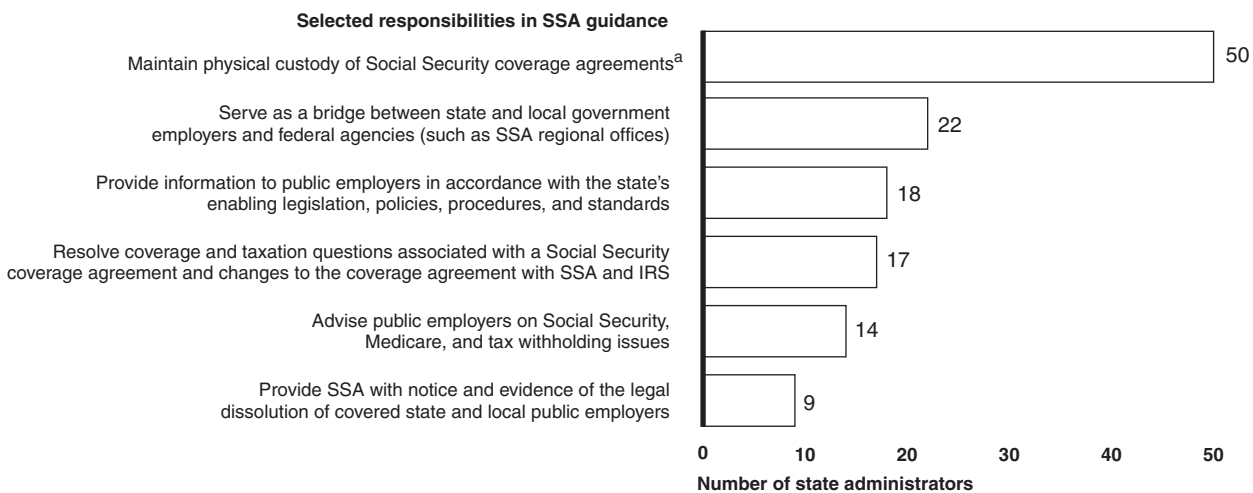 Selected responsibilities in SSA guidance
Maintain physical custody of Social Security coverage agreementsa
50
Serve as a bridge between state and local government
employers and federal agencies (such as SSA regional offices)
22
Provide information to public employers in accordance with the state's
enabling legislation, policies, procedures, and standards
18
Resolve coverage and taxation questions associated with a Social Security
coverage agreement and changes to the coverage agreement with SSA and IRS
17
Advise public employers on Social Security,
Medicare, and tax withholding issues
14
Provide SSA with notice and evidence of the legal
dissolution of covered state and local public employers
9
0 10 20 30 40 50
Number of state administrators